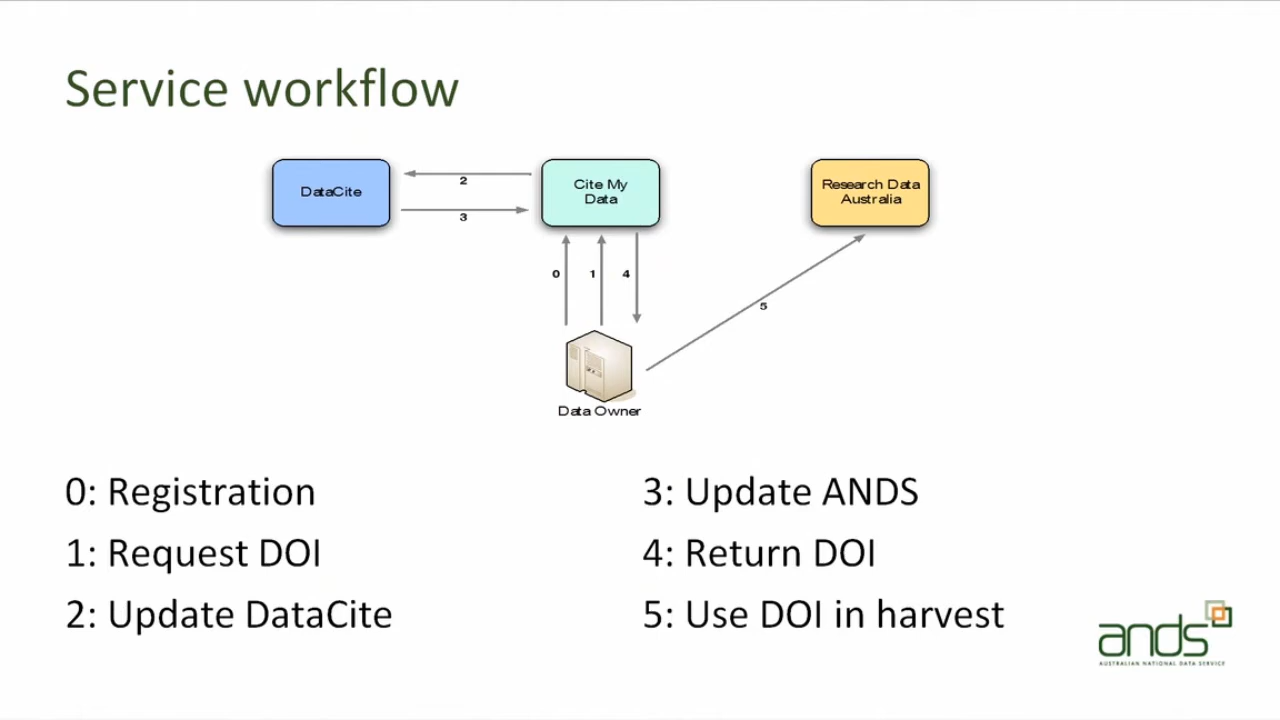 Service workflow
DataCite
2
3
Cite My
Data
Research Data
Australia
0
1
4
5
Data Owner
0: Registration
1: Request DOI
2: Update DataCite
3: Update ANDS
4: Return DOI
5: Use DOI in harvest
ands
AUSTRALIAN NATIONAL DATA SERVICE